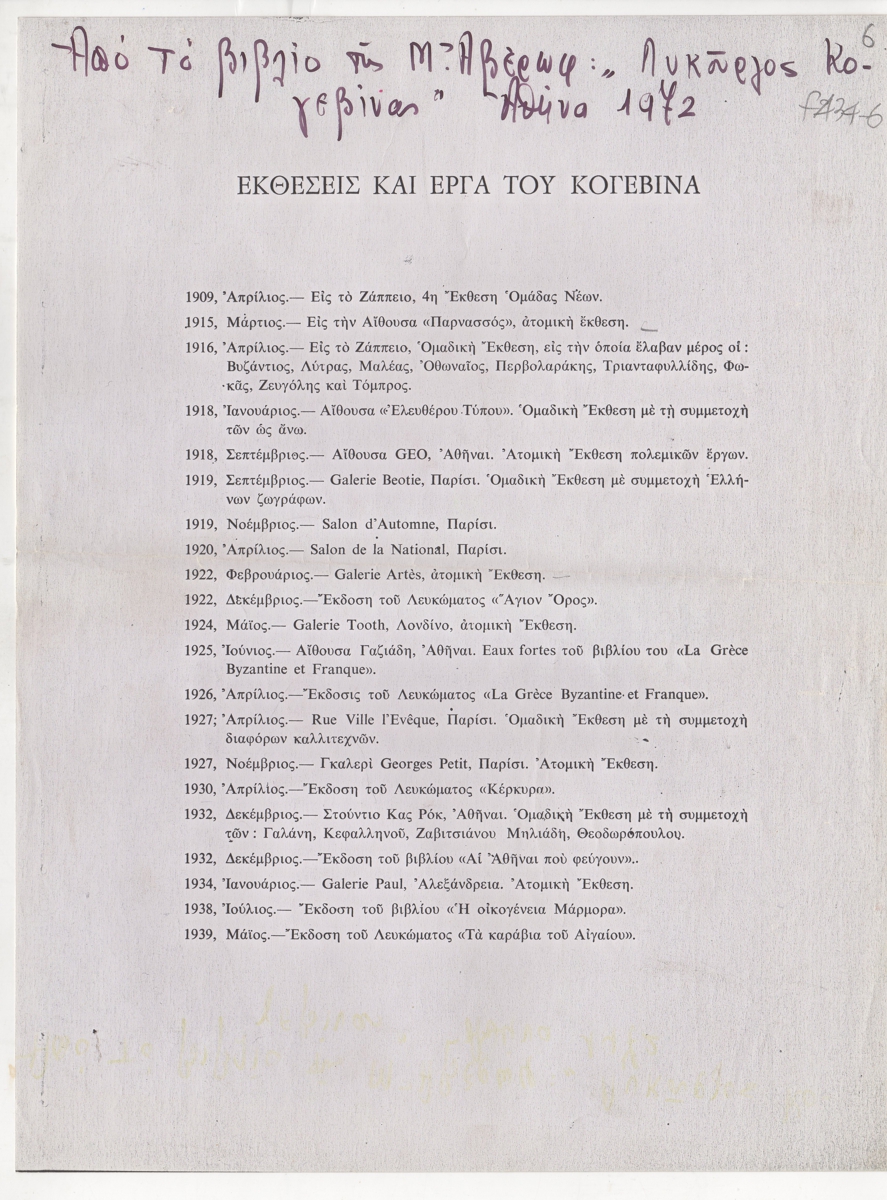 Ἀπό τό βιβλίο τῆς Μ. Ἀβέρωφ: „Λυκοῦργος Κο-
γεβίνας" Ἀθήνα 1972
6
ΕΚΘΕΣΕΙΣ ΚΑΙ ΕΡΓΑ ΤΟΥ ΚΟΓΕΒΙΝΑ
1909, Ἀπρίλιος.— Εἰς τὸ Ζάππειο, 4η Ἔκθεση Ὁμάδας Νέων.
1915, Μάρτιος.— Εἰς τὴν Αἴθουσα «Παρνασσός», ἀτομικὴ ἔκθεση.
1916, Ἀπρίλιος.— Εἰς τὸ Ζάππειο, Ὁμαδικὴ Ἔκθεση, εἰς τὴν ὁποία ἔλαβαν μέρος οἱ:
Βυζάντιος, Λύτρας, Μαλέας, Ὀθωναῖος, Περβολαράκης, Τριανταφυλλίδης, Φω-
κᾶς, Ζευγόλης καὶ Τόμπρος.
1918, Ἰανουάριος.— Αἴθουσα «Ἐλευθέρου Τύπου». Ὁμαδικὴ Ἔκθεση μὲ τὴ συμμετοχὴ
τῶν ὡς ἄνω.
1918, Σεπτέμβριος.— Αἴθουσα GEO, Ἀθῆναι. Ἀτομικὴ Ἔκθεση πολεμικῶν ἔργων.
1919, Σεπτέμβριος.— Galerie Beotie, Παρίσι. Ὁμαδικὴ Ἔκθεση μὲ συμμετοχὴ Ἑλλή-
νων ζωγράφων.
1919, Νοέμβριος.— Salon d'Automne, Παρίσι.
1920, Ἀπρίλιος.— Salon de la National, Παρίσι.
1922, Φεβρουάριος.— Galerie Artès, ἀτομικὴ Ἔκθεση.
1922, Δεκέμβριος.—Ἔκδοση τοῦ Λευκώματος «Ἅγιον Ὄρος».
1924, Μάϊος.— Galerie Tooth, Λονδίνο, ἀτομικὴ Ἔκθεση.
1925, Ἰούνιος.— Αἴθουσα Γαζιάδη, Ἀθῆναι. Eaux fortes τοῦ βιβλίου του «La Grèce
Byzantine et Franque».
1926, Ἀπρίλιος.—Ἔκδοσις τοῦ Λευκώματος «La Grèce Byzantine et Franque».
1927, Ἀπρίλιος.— Rue Ville l'Evêque, Παρίσι. Ὁμαδικὴ Ἔκθεση μὲ τὴ συμμετοχὴ
διαφόρων καλλιτεχνῶν.
1927, Νοέμβριος.— Γκαλερὶ Georges Petit, Παρίσι. Ἀτομικὴ Ἔκθεση.
1930, Ἀπρίλιος.—Ἔκδοση τοῦ Λευκώματος «Κέρκυρα».
1932, Δεκέμβριος.— Στούντιο Κας Ρόκ, Ἀθῆναι. Ὁμαδικὴ Ἔκθεση μὲ τὴ συμμετοχὴ
τῶν: Γαλάνη, Κεφαλληνοῦ, Ζαβιτσιάνου Μηλιάδη, Θεοδωρόπουλου.
1932, Δεκέμβριος.—Ἔκδοση τοῦ βιβλίου «Αἱ Ἀθῆναι ποὺ φεύγουν»..
1934, Ἰανουάριος.— Galerie Paul, Ἀλεξάνδρεια. Ἀτομικὴ Ἔκθεση.
1938, Ἰούλιος.— Ἔκδοση τοῦ βιβλίου «Ἡ οἰκογένεια Μάρμορα».
1939, Μάϊος.—Ἔκδοση τοῦ Λευκώματος «Τὰ καράβια τοῦ Αἰγαίου».